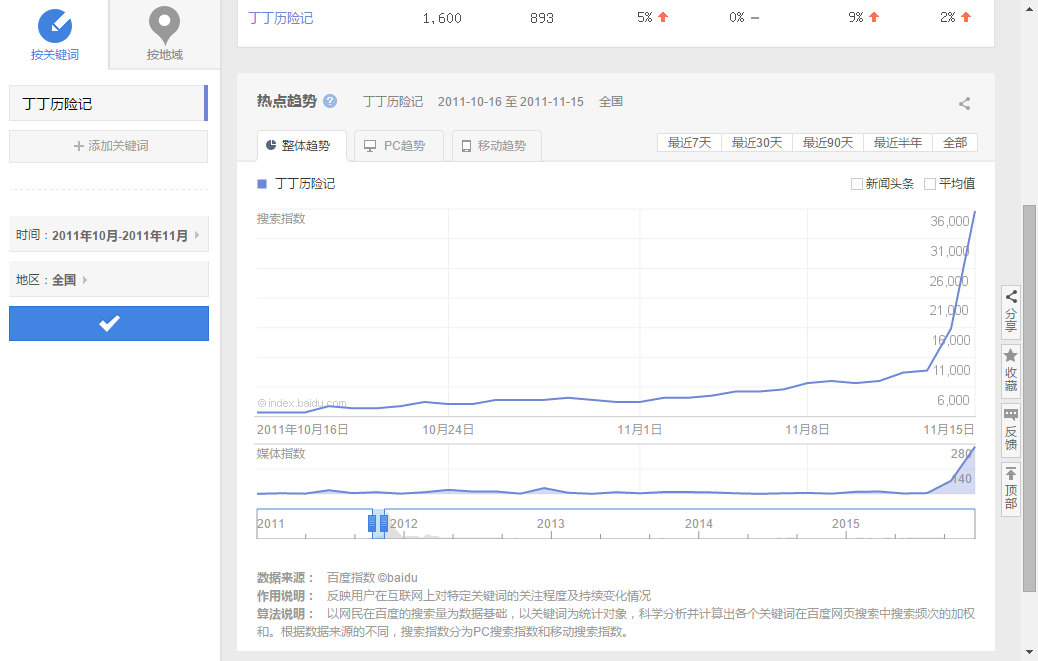 按关键词
按地域
丁丁历险记
+ 添加关键词
时间：2011年10月-2011年11月
地区：全国
丁丁历险记 1,600 893 5% 0% 9% 2%
热点趋势 ? 丁丁历险记 2011-10-16 至 2011-11-15 全国
整体趋势 PC趋势 移动趋势 最近7天 最近30天 最近90天 最近半年 全部
丁丁历险记 新闻头条 平均值
搜索指数
36,000
31,000
26,000
21,000
16,000
11,000
6,000
© index.baidu.com
2011年10月16日 10月24日 11月1日 11月8日 11月15日
媒体指数
280
140
2011 2012 2013 2014 2015
数据来源： 百度指数 ©baidu
作用说明： 反映用户在互联网上对特定关键词的关注程度及持续变化情况
算法说明： 以网民在百度的搜索量为数据基础，以关键词为统计对象，科学分析并计算出各个关键词在百度网页搜索中搜索频次的加权
和。根据数据来源的不同，搜索指数分为PC搜索指数和移动搜索指数。
分享
收藏
反馈
顶部